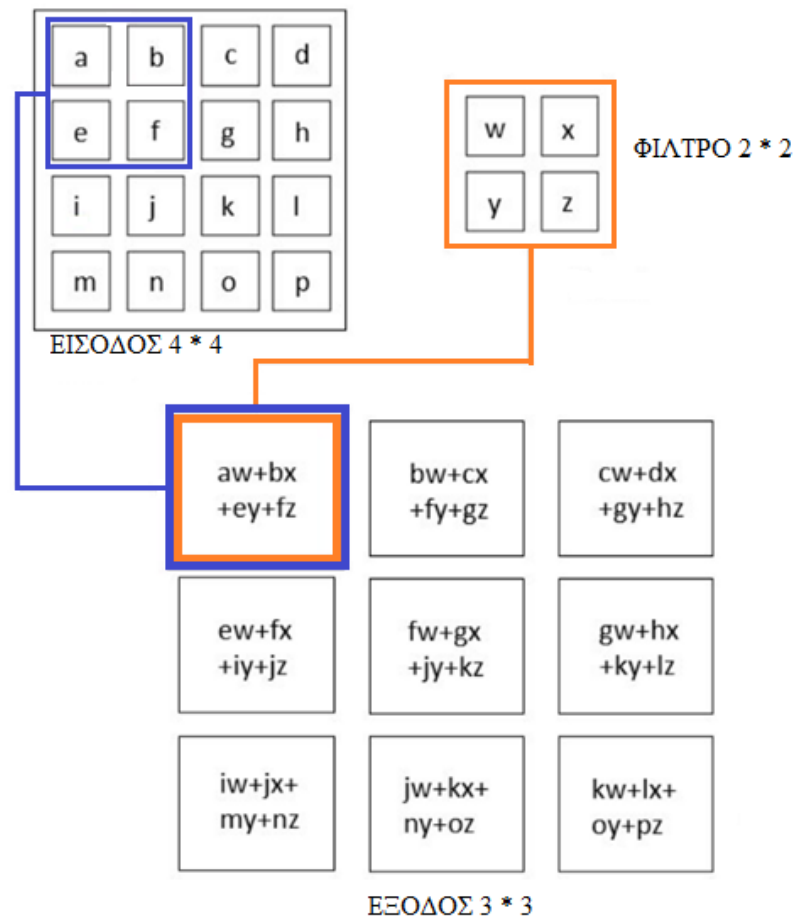 a b c d
e f g h
i j k l
m n o p
ΕΙΣΟΔΟΣ 4 * 4
w x
y z
ΦΙΛΤΡΟ 2 * 2
aw+bx
+ey+fz
bw+cx
+fy+gz
cw+dx
+gy+hz
ew+fx
+iy+jz
fw+gx
+jy+kz
gw+hx
+ky+lz
iw+jx+
my+nz
jw+kx+
ny+oz
kw+lx+
oy+pz
ΕΞΟΔΟΣ 3 * 3